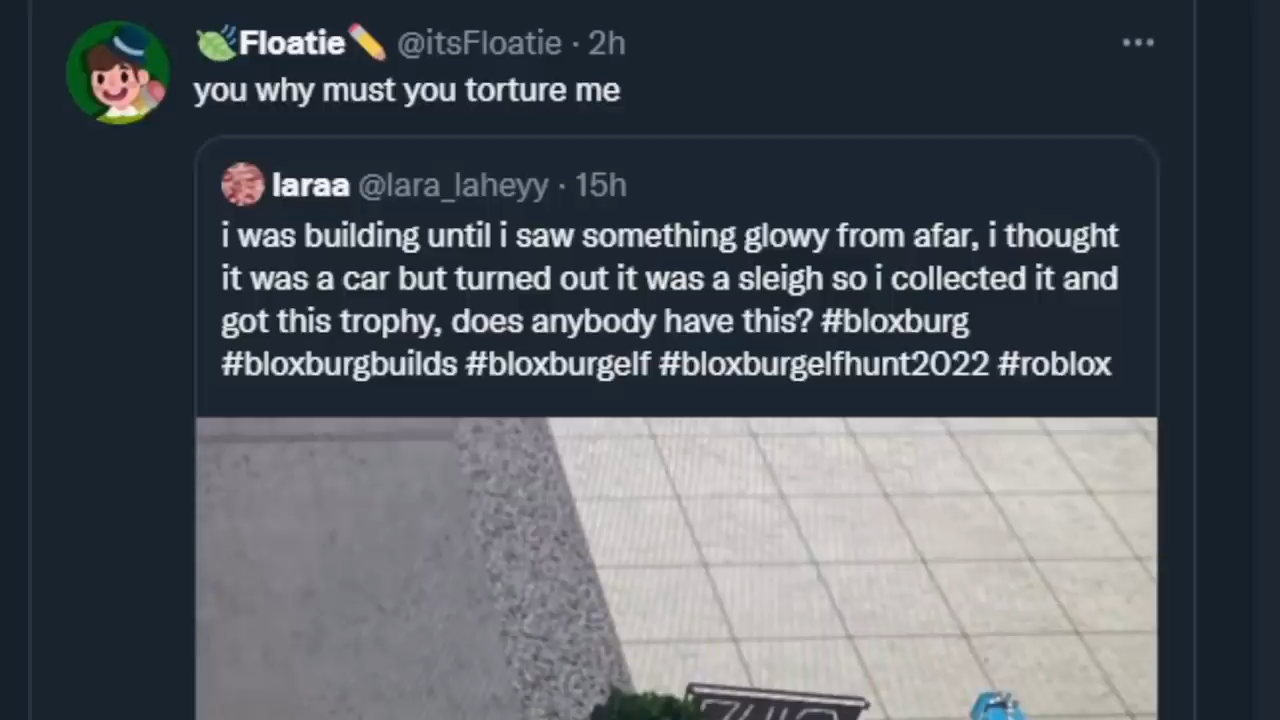 Floatie @itsFloatie · 2h
you why must you torture me
laraa @lara_laheyy · 15h
i was building until i saw something glowy from afar, i thought
it was a car but turned out it was a sleigh so i collected it and
got this trophy, does anybody have this? #bloxburg
#bloxburgbuilds #bloxburgelf #bloxburgelfhunt2022 #roblox